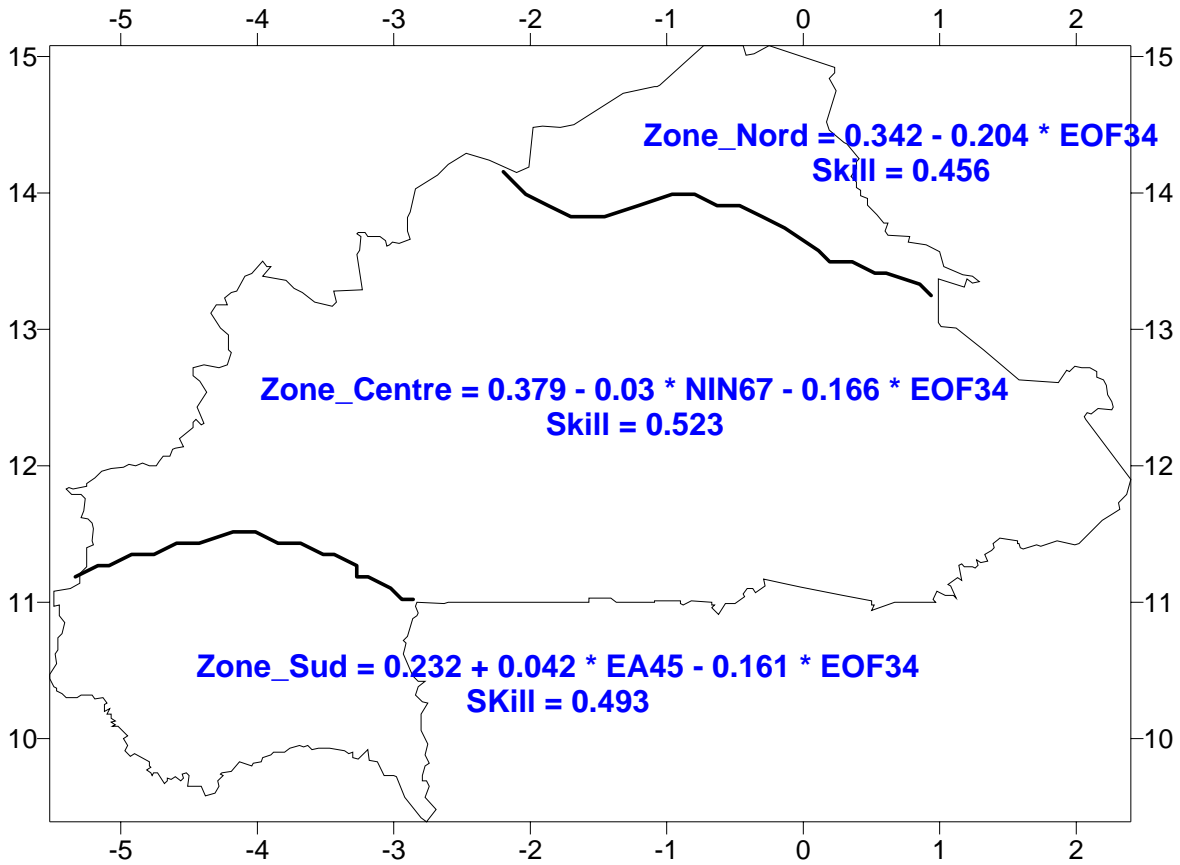 -5 -4 -3 -2 -1 0 1 2
15 15
Zone_Nord = 0.342 - 0.204 * EOF34
Skill = 0.456
14 14
13 13
Zone_Centre = 0.379 - 0.03 * NIN67 - 0.166 * EOF34
Skill = 0.523
12 12
11 11
Zone_Sud = 0.232 + 0.042 * EA45 - 0.161 * EOF34
SKill = 0.493
10 10
-5 -4 -3 -2 -1 0 1 2